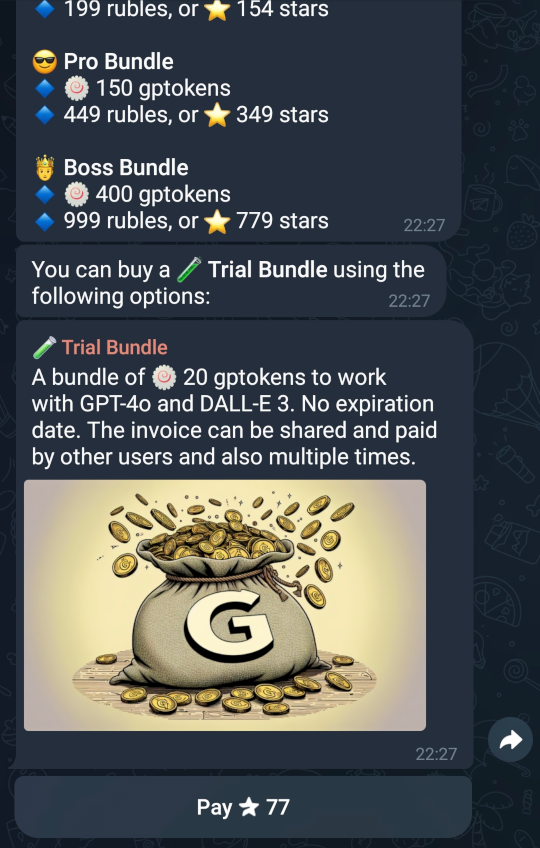 🔹 199 rubles, or ⭐ 154 stars
😎 Pro Bundle
🔹 🍥 150 gptokens
🔹 449 rubles, or ⭐ 349 stars
🤴 Boss Bundle
🔹 🍥 400 gptokens
🔹 999 rubles, or ⭐ 779 stars
22:27
You can buy a 🧪 Trial Bundle using the
following options:
22:27
🧪 Trial Bundle
A bundle of 🍥 20 gptokens to work
with GPT-4o and DALL-E 3. No expiration
date. The invoice can be shared and paid
by other users and also multiple times.
G
22:27
Pay ★ 77